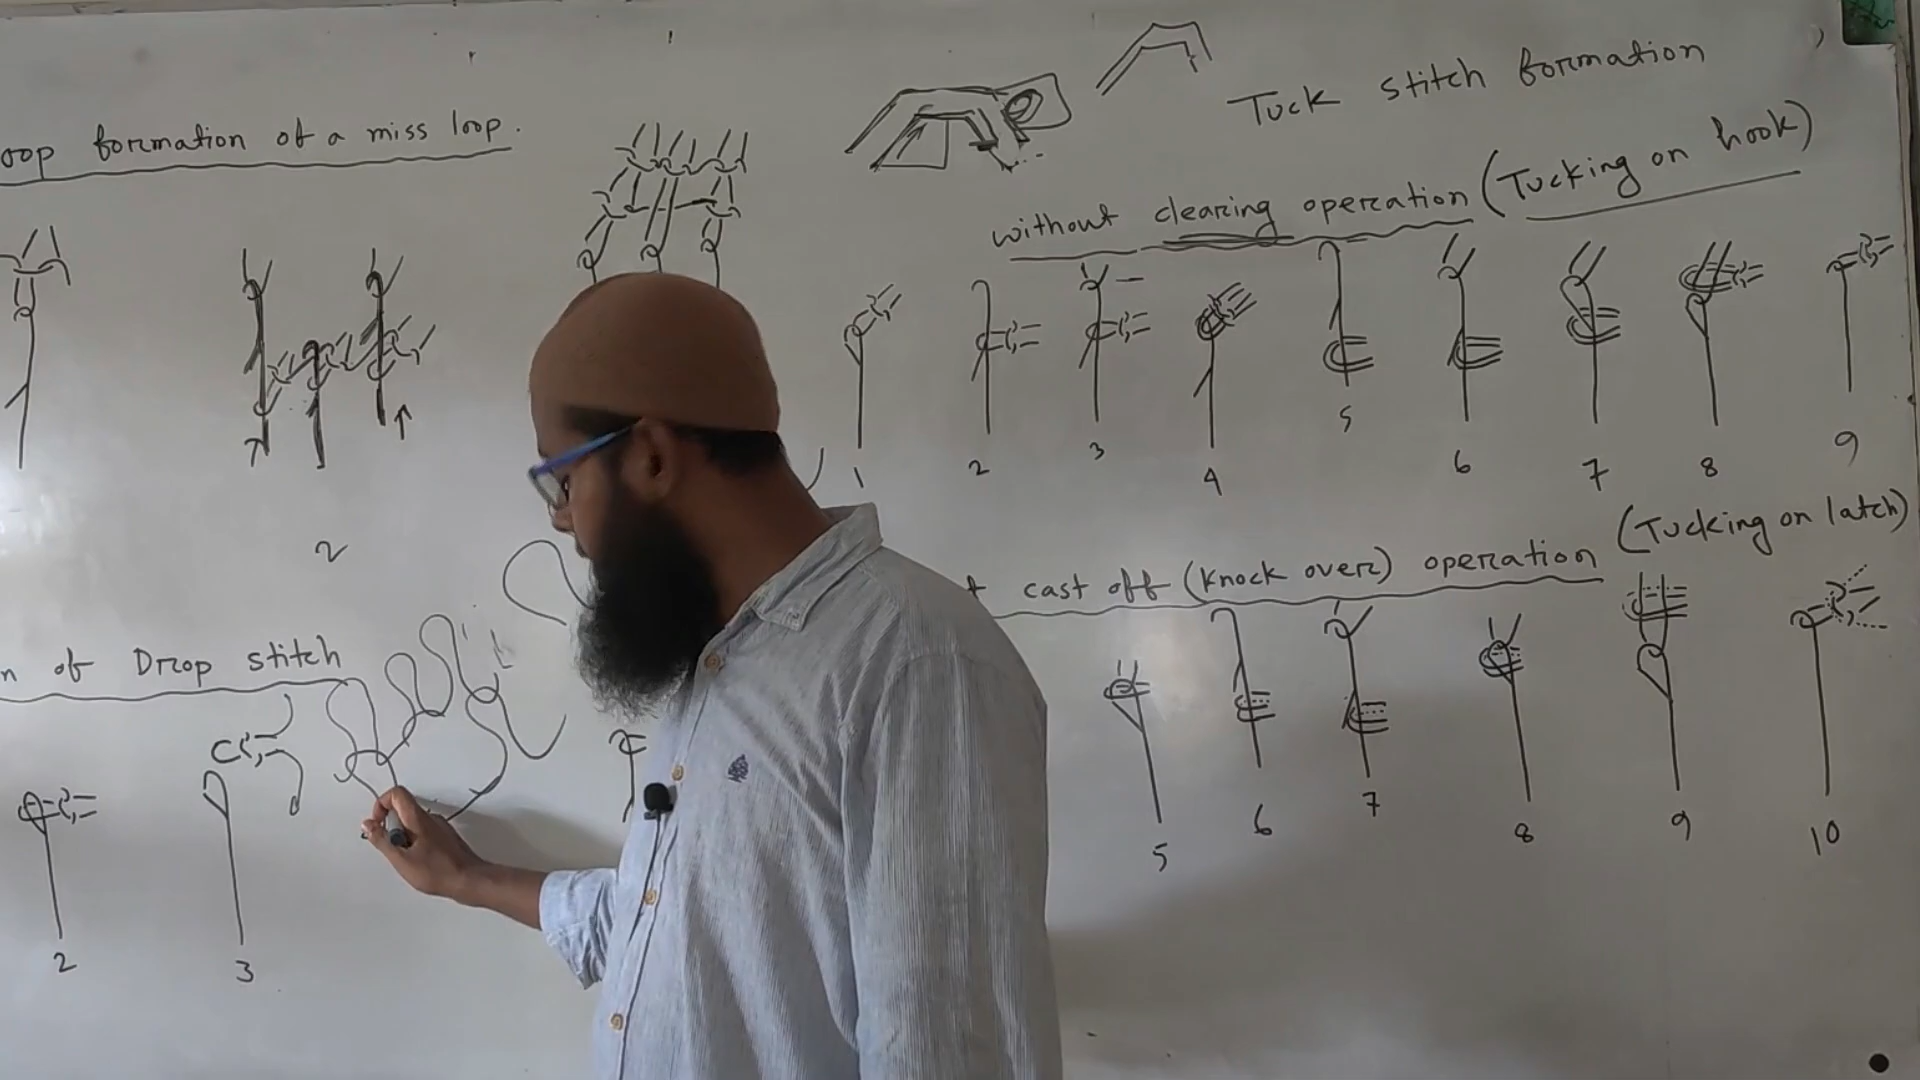 oop formation of a miss loop.
2
n of Drop stitch
2 3
Tuck stitch formation
without clearing operation (Tucking on hook)
1 2 3 4 5 6 7 8 9
cast off (knock over) operation (Tucking on latch)
5 6 7 8 9 10